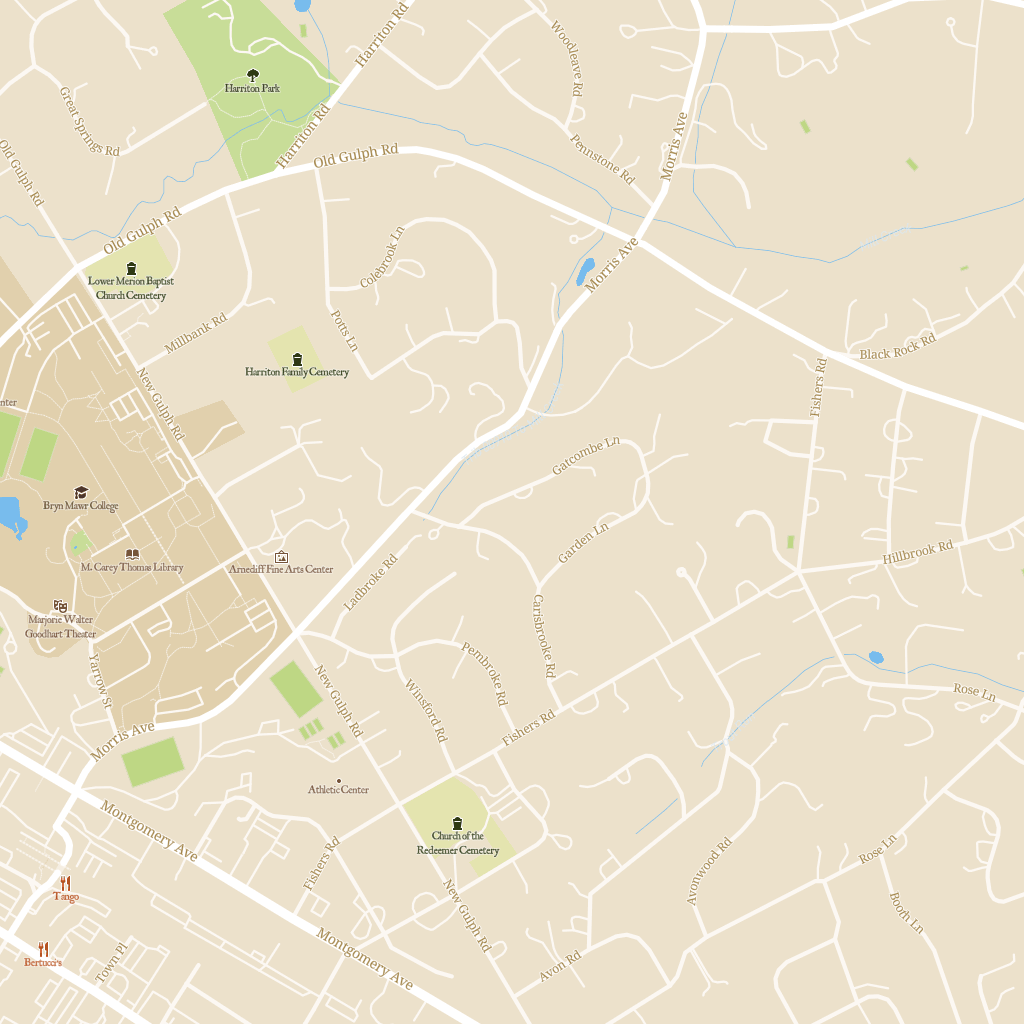 Harriton Rd
Woodleave Rd
Harriton Park
Great Springs Rd
Harriton Rd
Morris Ave
Old Gulph Rd
Old Gulph Rd
Pennstone Rd
Old Gulph Rd
Colebrook Ln
Morris Ave
Lower Merion Baptist
Church Cemetery
Millbank Rd
Potts Ln
Black Rock Rd
Harriton Family Cemetery
Fishers Rd
New Gulph Rd
nter
Gatcombe Ln
Bryn Mawr College
M. Carey Thomas Library
Arnecliff Fine Arts Center
Garden Ln
Hillbrook Rd
Ladbroke Rd
Marjorie Walter
Goodhart Theater
Carisbrooke Rd
Yarrow St
Pembroke Rd
New Gulph Rd
Winsford Rd
Rose Ln
Fishers Rd
Morris Ave
Athletic Center
Montgomery Ave
Church of the
Redeemer Cemetery
Fishers Rd
Rose Ln
Avonwood Rd
Tango
New Gulph Rd
Booth Ln
Bertucci's
Town Pl
Montgomery Ave
Avon Rd